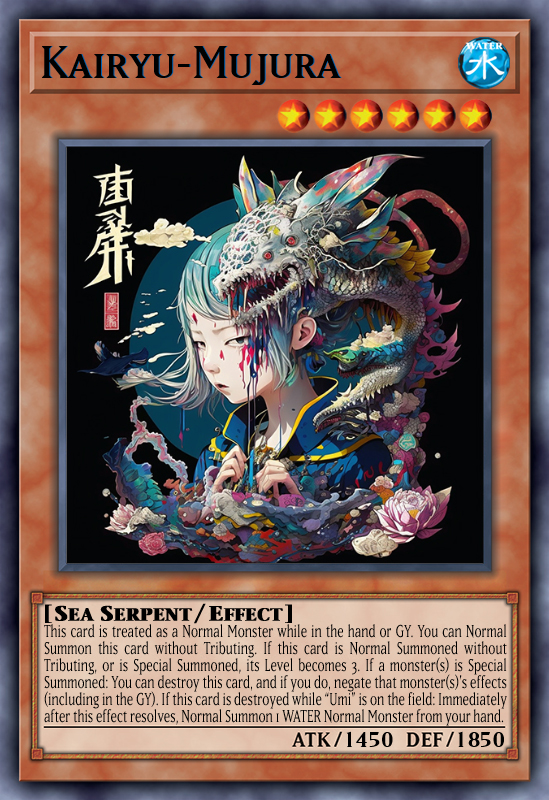 Kairyu-Mujura
WATER
水
[Sea Serpent/Effect]
This card is treated as a Normal Monster while in the hand or GY. You can Normal
Summon this card without Tributing. If this card is Normal Summoned without
Tributing, or is Special Summoned, its Level becomes 3. If a monster(s) is Special
Summoned: You can destroy this card, and if you do, negate that monster(s)'s effects
(including in the GY). If this card is destroyed while "Umi" is on the field: Immediately
after this effect resolves, Normal Summon 1 WATER Normal Monster from your hand.
ATK/1450 DEF/1850